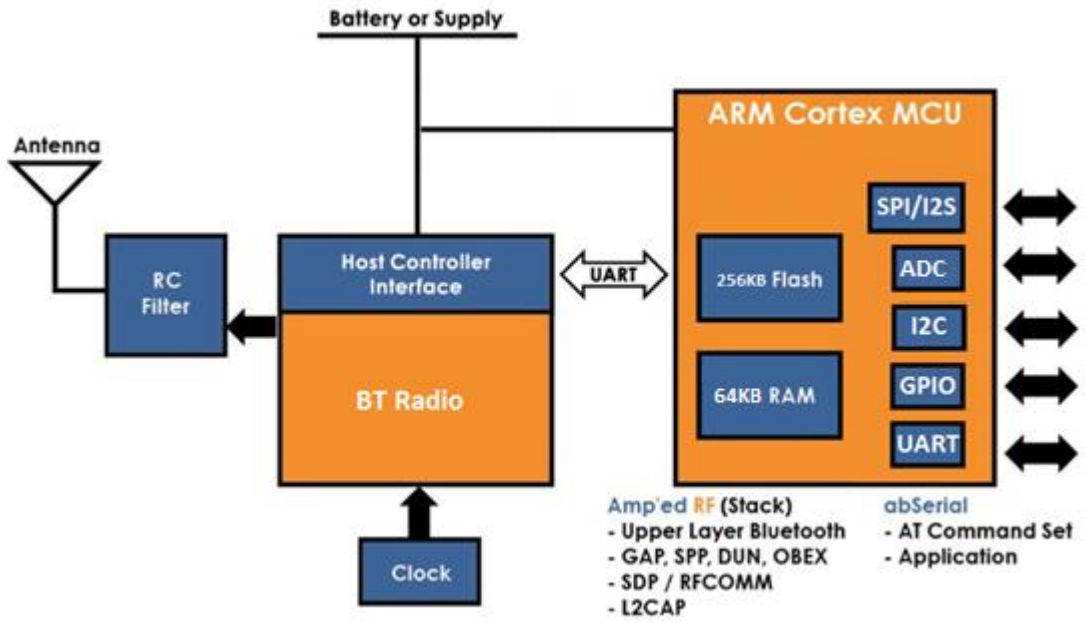 Battery or Supply
Antenna
RC
Filter
Host Controller
Interface
BT Radio
Clock
UART
ARM Cortex MCU
256KB Flash
64KB RAM
SPI/I2S
ADC
I2C
GPIO
UART
Amp'ed RF (Stack)
- Upper Layer Bluetooth
- GAP, SPP, DUN, OBEX
- SDP / RFCOMM
- L2CAP
abSerial
- AT Command Set
- Application